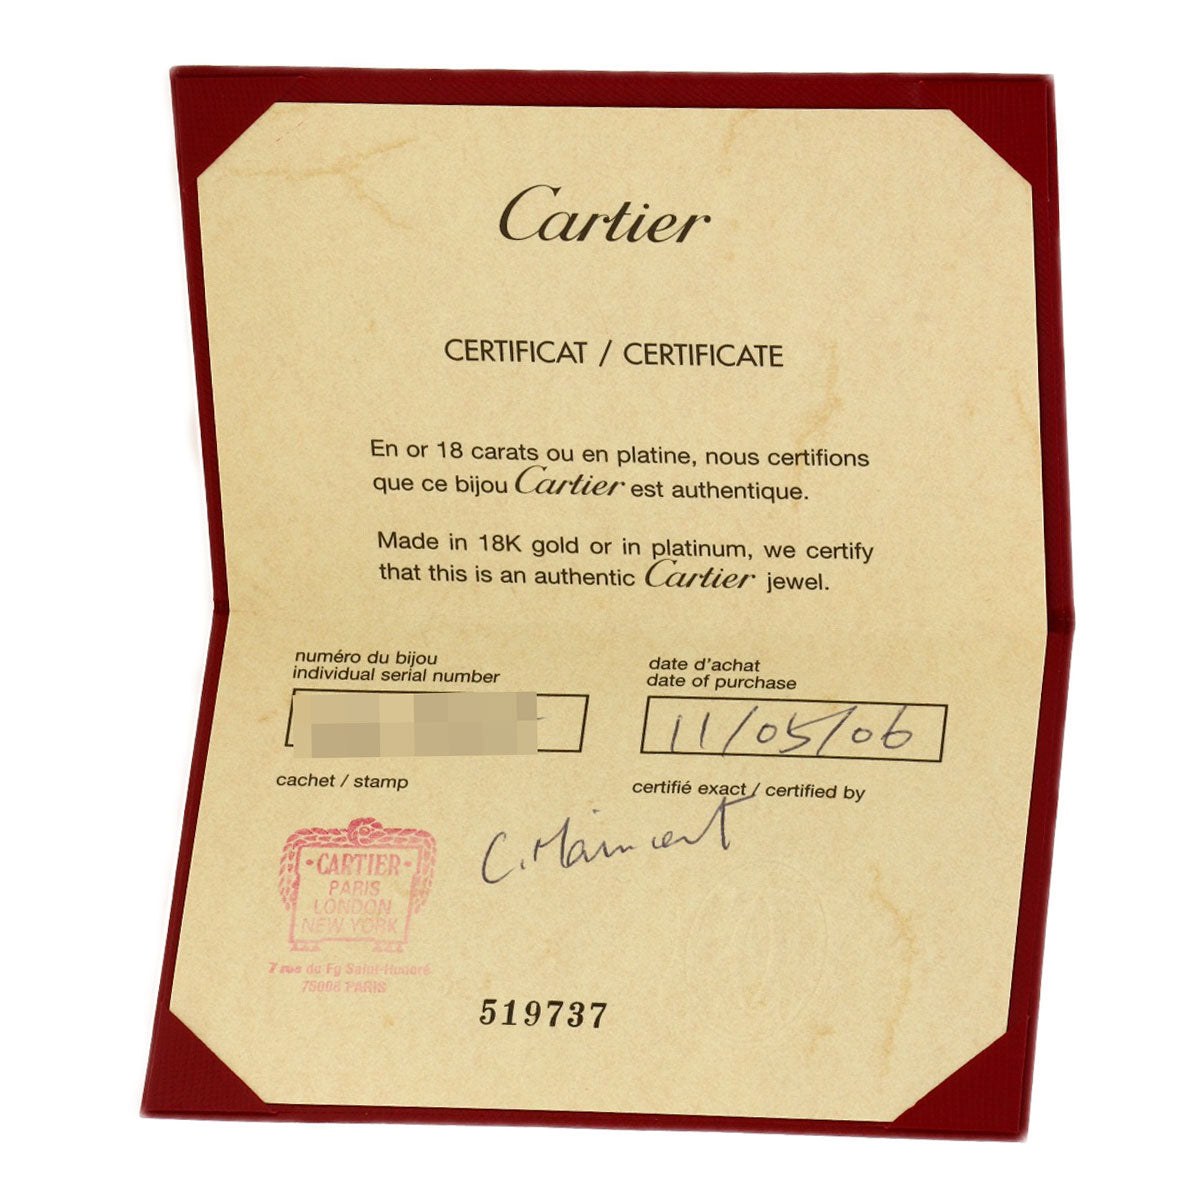 Cartier
CERTIFICAT / CERTIFICATE
En or 18 carats ou en platine, nous certifions
que ce bijou Cartier est authentique.
Made in 18K gold or in platinum, we certify
that this is an authentic Cartier jewel.
numéro du bijou
individual serial number
date d'achat
date of purchase
11/05/06
cachet / stamp
certifié exact / certified by
C.
CARTIER
PARIS
LONDON
NEW YORK
7 rue du Fg Saint-Honoré
75008 PARIS
519737